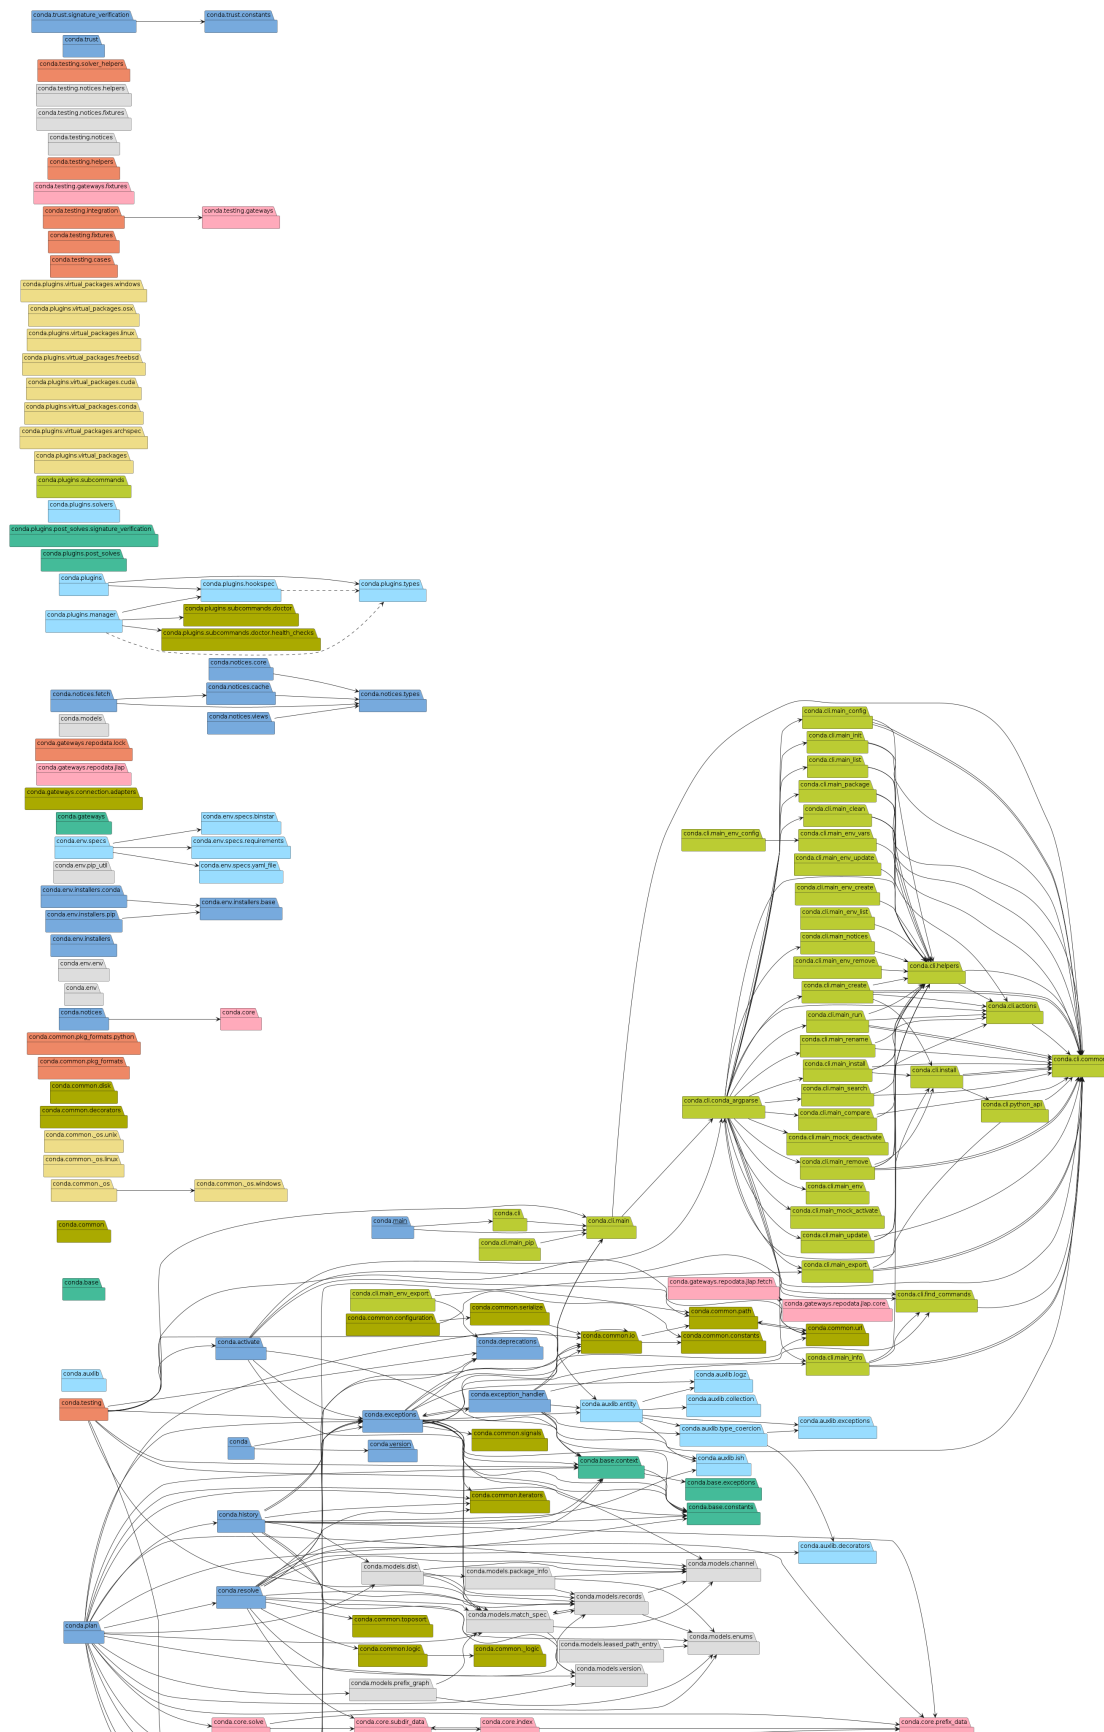 conda.trust.signature_verification
conda.trust.constants
conda.trust
conda.testing.solver_helpers
conda.testing.notices.helpers
conda.testing.notices.fixtures
conda.testing.notices
conda.testing.helpers
conda.testing.gateways.fixtures
conda.testing.integration
conda.testing.gateways
conda.testing.fixtures
conda.testing.cases
conda.plugins.virtual_packages.windows
conda.plugins.virtual_packages.osx
conda.plugins.virtual_packages.linux
conda.plugins.virtual_packages.freebsd
conda.plugins.virtual_packages.cuda
conda.plugins.virtual_packages.conda
conda.plugins.virtual_packages.archspec
conda.plugins.virtual_packages
conda.plugins.subcommands
conda.plugins.solvers
conda.plugins.post_solves.signature_verification
conda.plugins.post_solves
conda.plugins
conda.plugins.hookspec
conda.plugins.types
conda.plugins.manager
conda.plugins.subcommands.doctor
conda.plugins.subcommands.doctor.health_checks
conda.notices.core
conda.notices.fetch
conda.notices.cache
conda.notices.types
conda.notices.views
conda.models
conda.gateways.repodata.lock
conda.gateways.repodata.jlap
conda.gateways.connection.adapters
conda.gateways
conda.env.specs.binstar
conda.env.specs
conda.env.specs.requirements
conda.env.pip_util
conda.env.specs.yaml_file
conda.env.installers.conda
conda.env.installers.base
conda.env.installers.pip
conda.env.installers
conda.env.env
conda.env
conda.notices
conda.core
conda.common.pkg_formats.python
conda.common.pkg_formats
conda.common.disk
conda.common.decorators
conda.common._os.unix
conda.common._os.linux
conda.common._os
conda.common._os.windows
conda.common
conda.base
conda.cli.main_config
conda.cli.main_init
conda.cli.main_list
conda.cli.main_package
conda.cli.main_clean
conda.cli.main_env_config
conda.cli.main_env_vars
conda.cli.main_env_update
conda.cli.main_env_create
conda.cli.main_env_list
conda.cli.main_notices
conda.cli.main_env_remove
conda.cli.helpers
conda.cli.main_create
conda.cli.actions
conda.cli.main_run
conda.cli.main_rename
conda.cli.common
conda.cli.main_install
conda.cli.install
conda.cli.main_search
conda.cli.conda_argparse
conda.cli.python_api
conda.cli.main_compare
conda.cli.main_mock_deactivate
conda.cli.main_remove
conda.cli.main_env
conda.cli.main_mock_activate
conda.cli.main_update
conda.cli.main_export
conda.main
conda.cli
conda.cli.main
conda.cli.main_pip
conda.gateways.repodata.jlap.fetch
conda.cli.main_env_export
conda.cli.find_commands
conda.gateways.repodata.jlap.core
conda.common.configuration
conda.common.serialize
conda.common.path
conda.common.url
conda.activate
conda.deprecations
conda.common.io
conda.common.constants
conda.cli.main_info
conda.auxlib
conda.auxlib.logz
conda.testing
conda.exception_handler
conda.auxlib.entity
conda.auxlib.collection
conda.exceptions
conda.auxlib.exceptions
conda.common.signals
conda.auxlib.type_coercion
conda
conda.version
conda.base.context
conda.auxlib.ish
conda.base.exceptions
conda.common.iterators
conda.base.constants
conda.history
conda.auxlib.decorators
conda.models.dist
conda.models.package_info
conda.models.channel
conda.resolve
conda.models.records
conda.models.match_spec
conda.common.toposort
conda.plan
conda.models.enums
conda.common.logic
conda.common._logic
conda.models.leased_path_entry
conda.models.version
conda.models.prefix_graph
conda.core.solve
conda.core.subdir_data
conda.core.index
conda.core.prefix_data